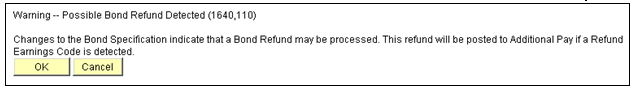 Warning -- Possible Bond Refund Detected (1640,110)
Changes to the Bond Specification indicate that a Bond Refund may be processed. This refund will be posted to Additional Pay if a Refund
Earnings Code is detected.
OK Cancel